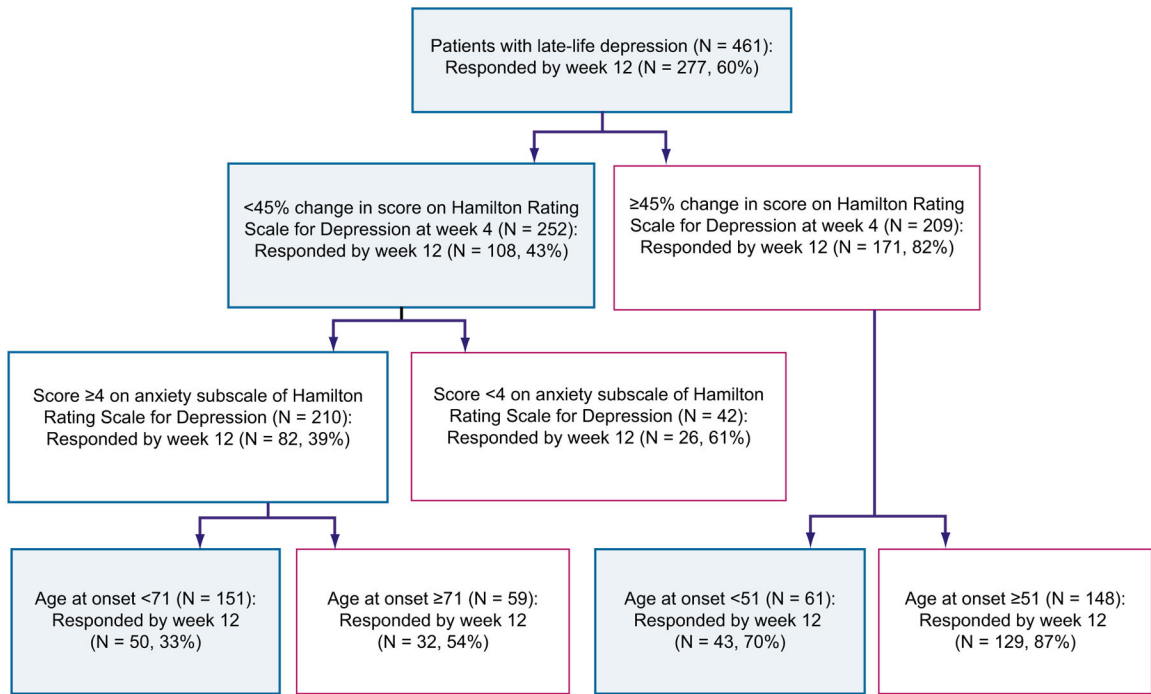 Patients with late-life depression (N = 461):
Responded by week 12 (N = 277, 60%)
<45% change in score on Hamilton Rating
Scale for Depression at week 4 (N = 252):
Responded by week 12 (N = 108, 43%)
≥45% change in score on Hamilton Rating
Scale for Depression at week 4 (N = 209):
Responded by week 12 (N = 171, 82%)
Score ≥4 on anxiety subscale of Hamilton
Rating Scale for Depression (N = 210):
Responded by week 12 (N = 82, 39%)
Score <4 on anxiety subscale of Hamilton
Rating Scale for Depression (N = 42):
Responded by week 12 (N = 26, 61%)
Age at onset <71 (N = 151):
Responded by week 12
(N = 50, 33%)
Age at onset ≥71 (N = 59):
Responded by week 12
(N = 32, 54%)
Age at onset <51 (N = 61):
Responded by week 12
(N = 43, 70%)
Age at onset ≥51 (N = 148):
Responded by week 12
(N = 129, 87%)